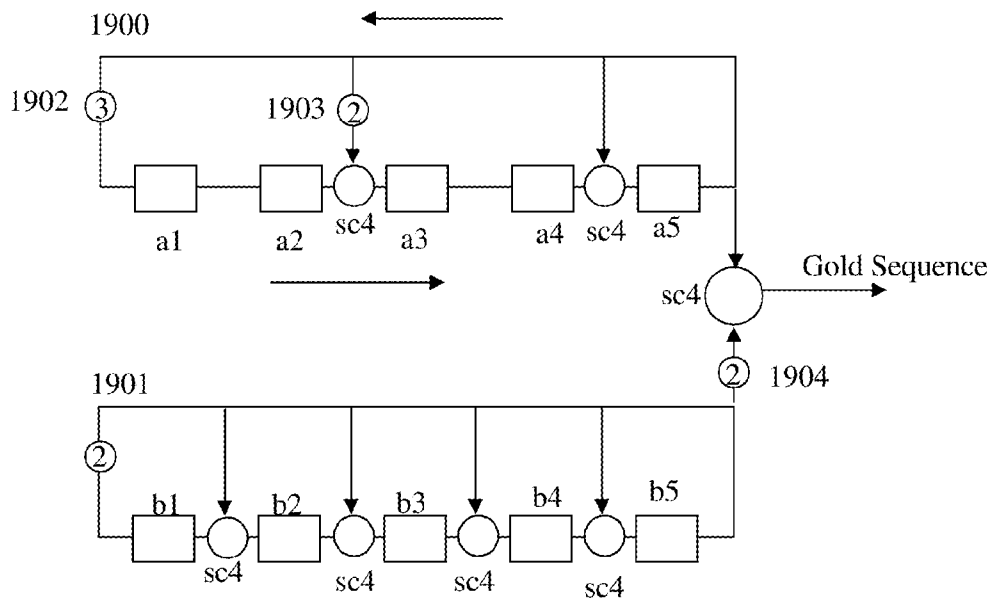 1900
1902 3
1903 2
sc4 sc4
a1 a2 a3 a4 a5
Gold Sequence
sc4
2 1904
1901
2
b1 b2 b3 b4 b5
sc4 sc4 sc4 sc4